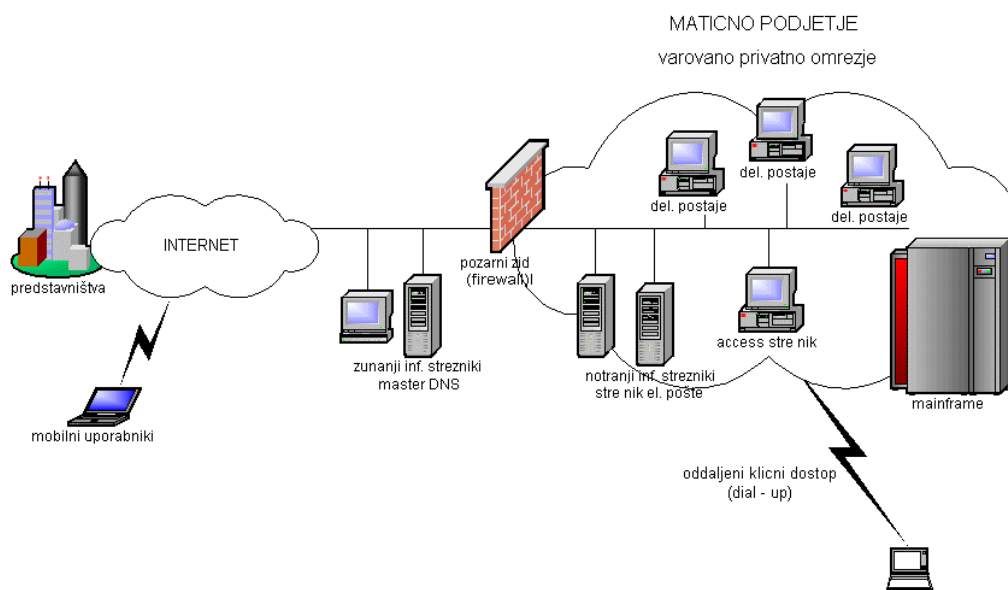 MATICNO PODJETJE
varovano privatno omrezje
del. postaje
del. postaje
del. postaje
INTERNET
pozarni zid
(firewall)l
predstavništva
access stre nik
zunanji inf. strezniki
master DNS
notranji inf. strezniki
stre nik el. pošte
mainframe
mobilni uporabniki
oddaljeni klicni dostop
(dial - up)